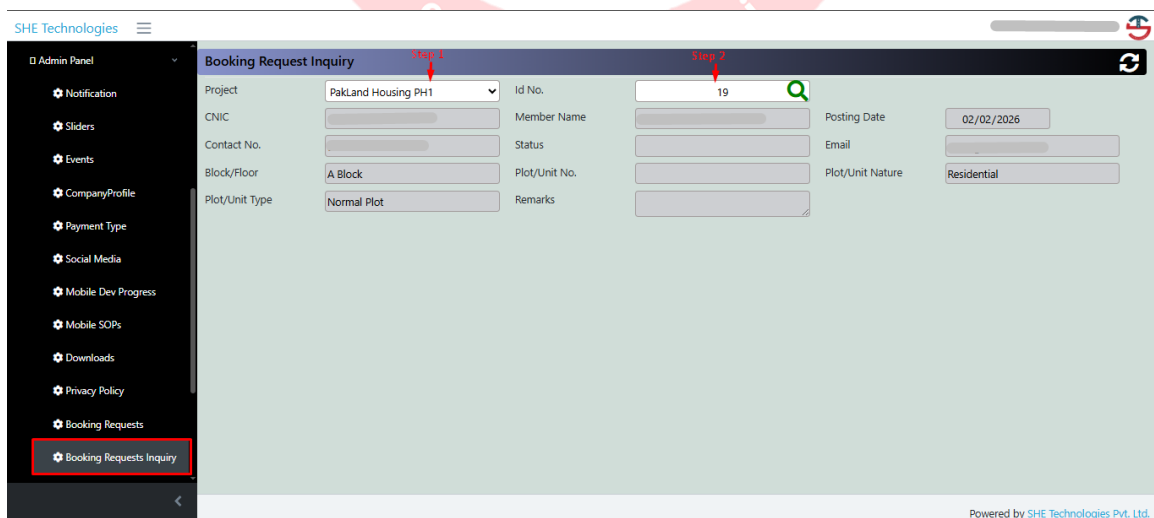 SHE Technologies
Admin Panel
Notification
Sliders
Events
CompanyProfile
Payment Type
Social Media
Mobile Dev Progress
Mobile SOPs
Downloads
Privacy Policy
Booking Requests
Booking Requests Inquiry
Booking Request Inquiry
Step 1
Step 2
Project PakLand Housing PH1 Id No. 19
CNIC Member Name Posting Date 02/02/2026
Contact No. Status Email
Block/Floor A Block Plot/Unit No. Plot/Unit Nature Residential
Plot/Unit Type Normal Plot Remarks
Powered by SHE Technologies Pvt. Ltd.